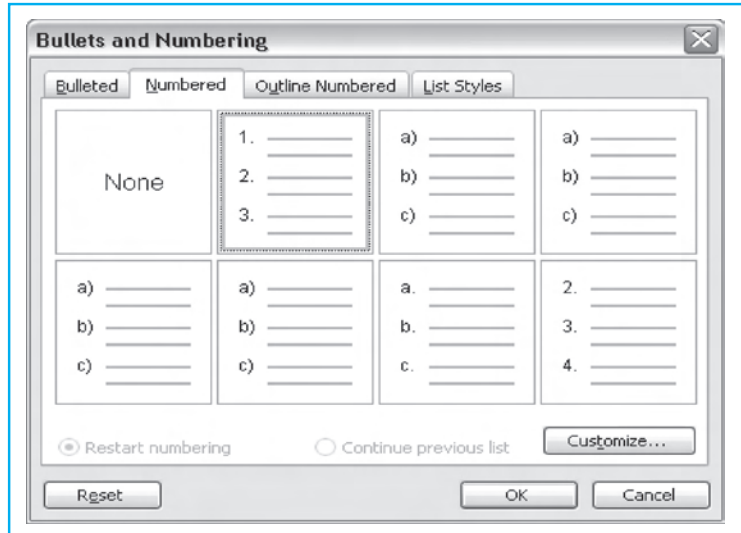 Bullets and Numbering
Bulleted Numbered Outline Numbered List Styles
None
1.
2.
3.
a)
b)
c)
a)
b)
c)
a)
b)
c)
a)
b)
c)
a.
b.
c.
2.
3.
4.
Restart numbering Continue previous list Customize...
Reset OK Cancel